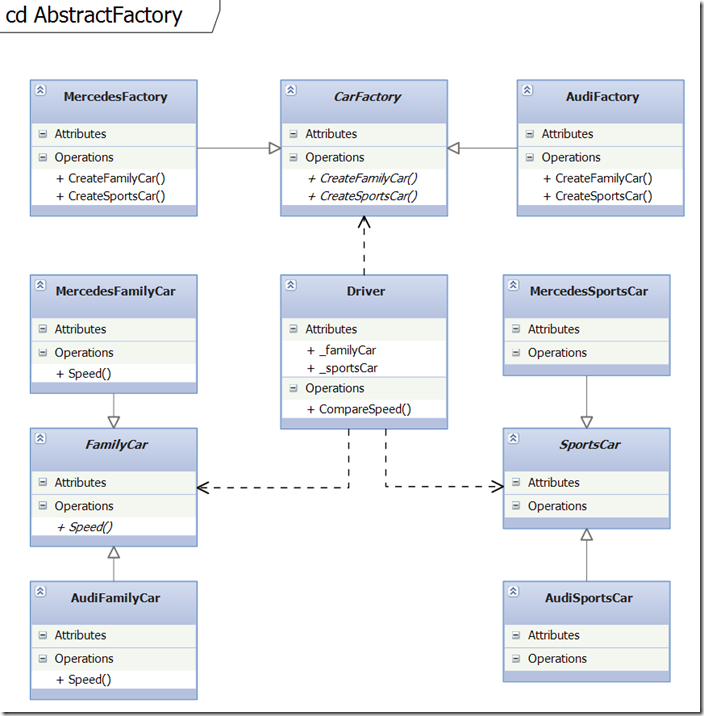 cd AbstractFactory
MercedesFactory
Attributes
Operations
+ CreateFamilyCar()
+ CreateSportsCar()
CarFactory
Attributes
Operations
+ CreateFamilyCar()
+ CreateSportsCar()
AudiFactory
Attributes
Operations
+ CreateFamilyCar()
+ CreateSportsCar()
MercedesFamilyCar
Attributes
Operations
+ Speed()
Driver
Attributes
+ _familyCar
+ _sportsCar
Operations
+ CompareSpeed()
MercedesSportsCar
Attributes
Operations
FamilyCar
Attributes
Operations
+ Speed()
SportsCar
Attributes
Operations
AudiFamilyCar
Attributes
Operations
+ Speed()
AudiSportsCar
Attributes
Operations